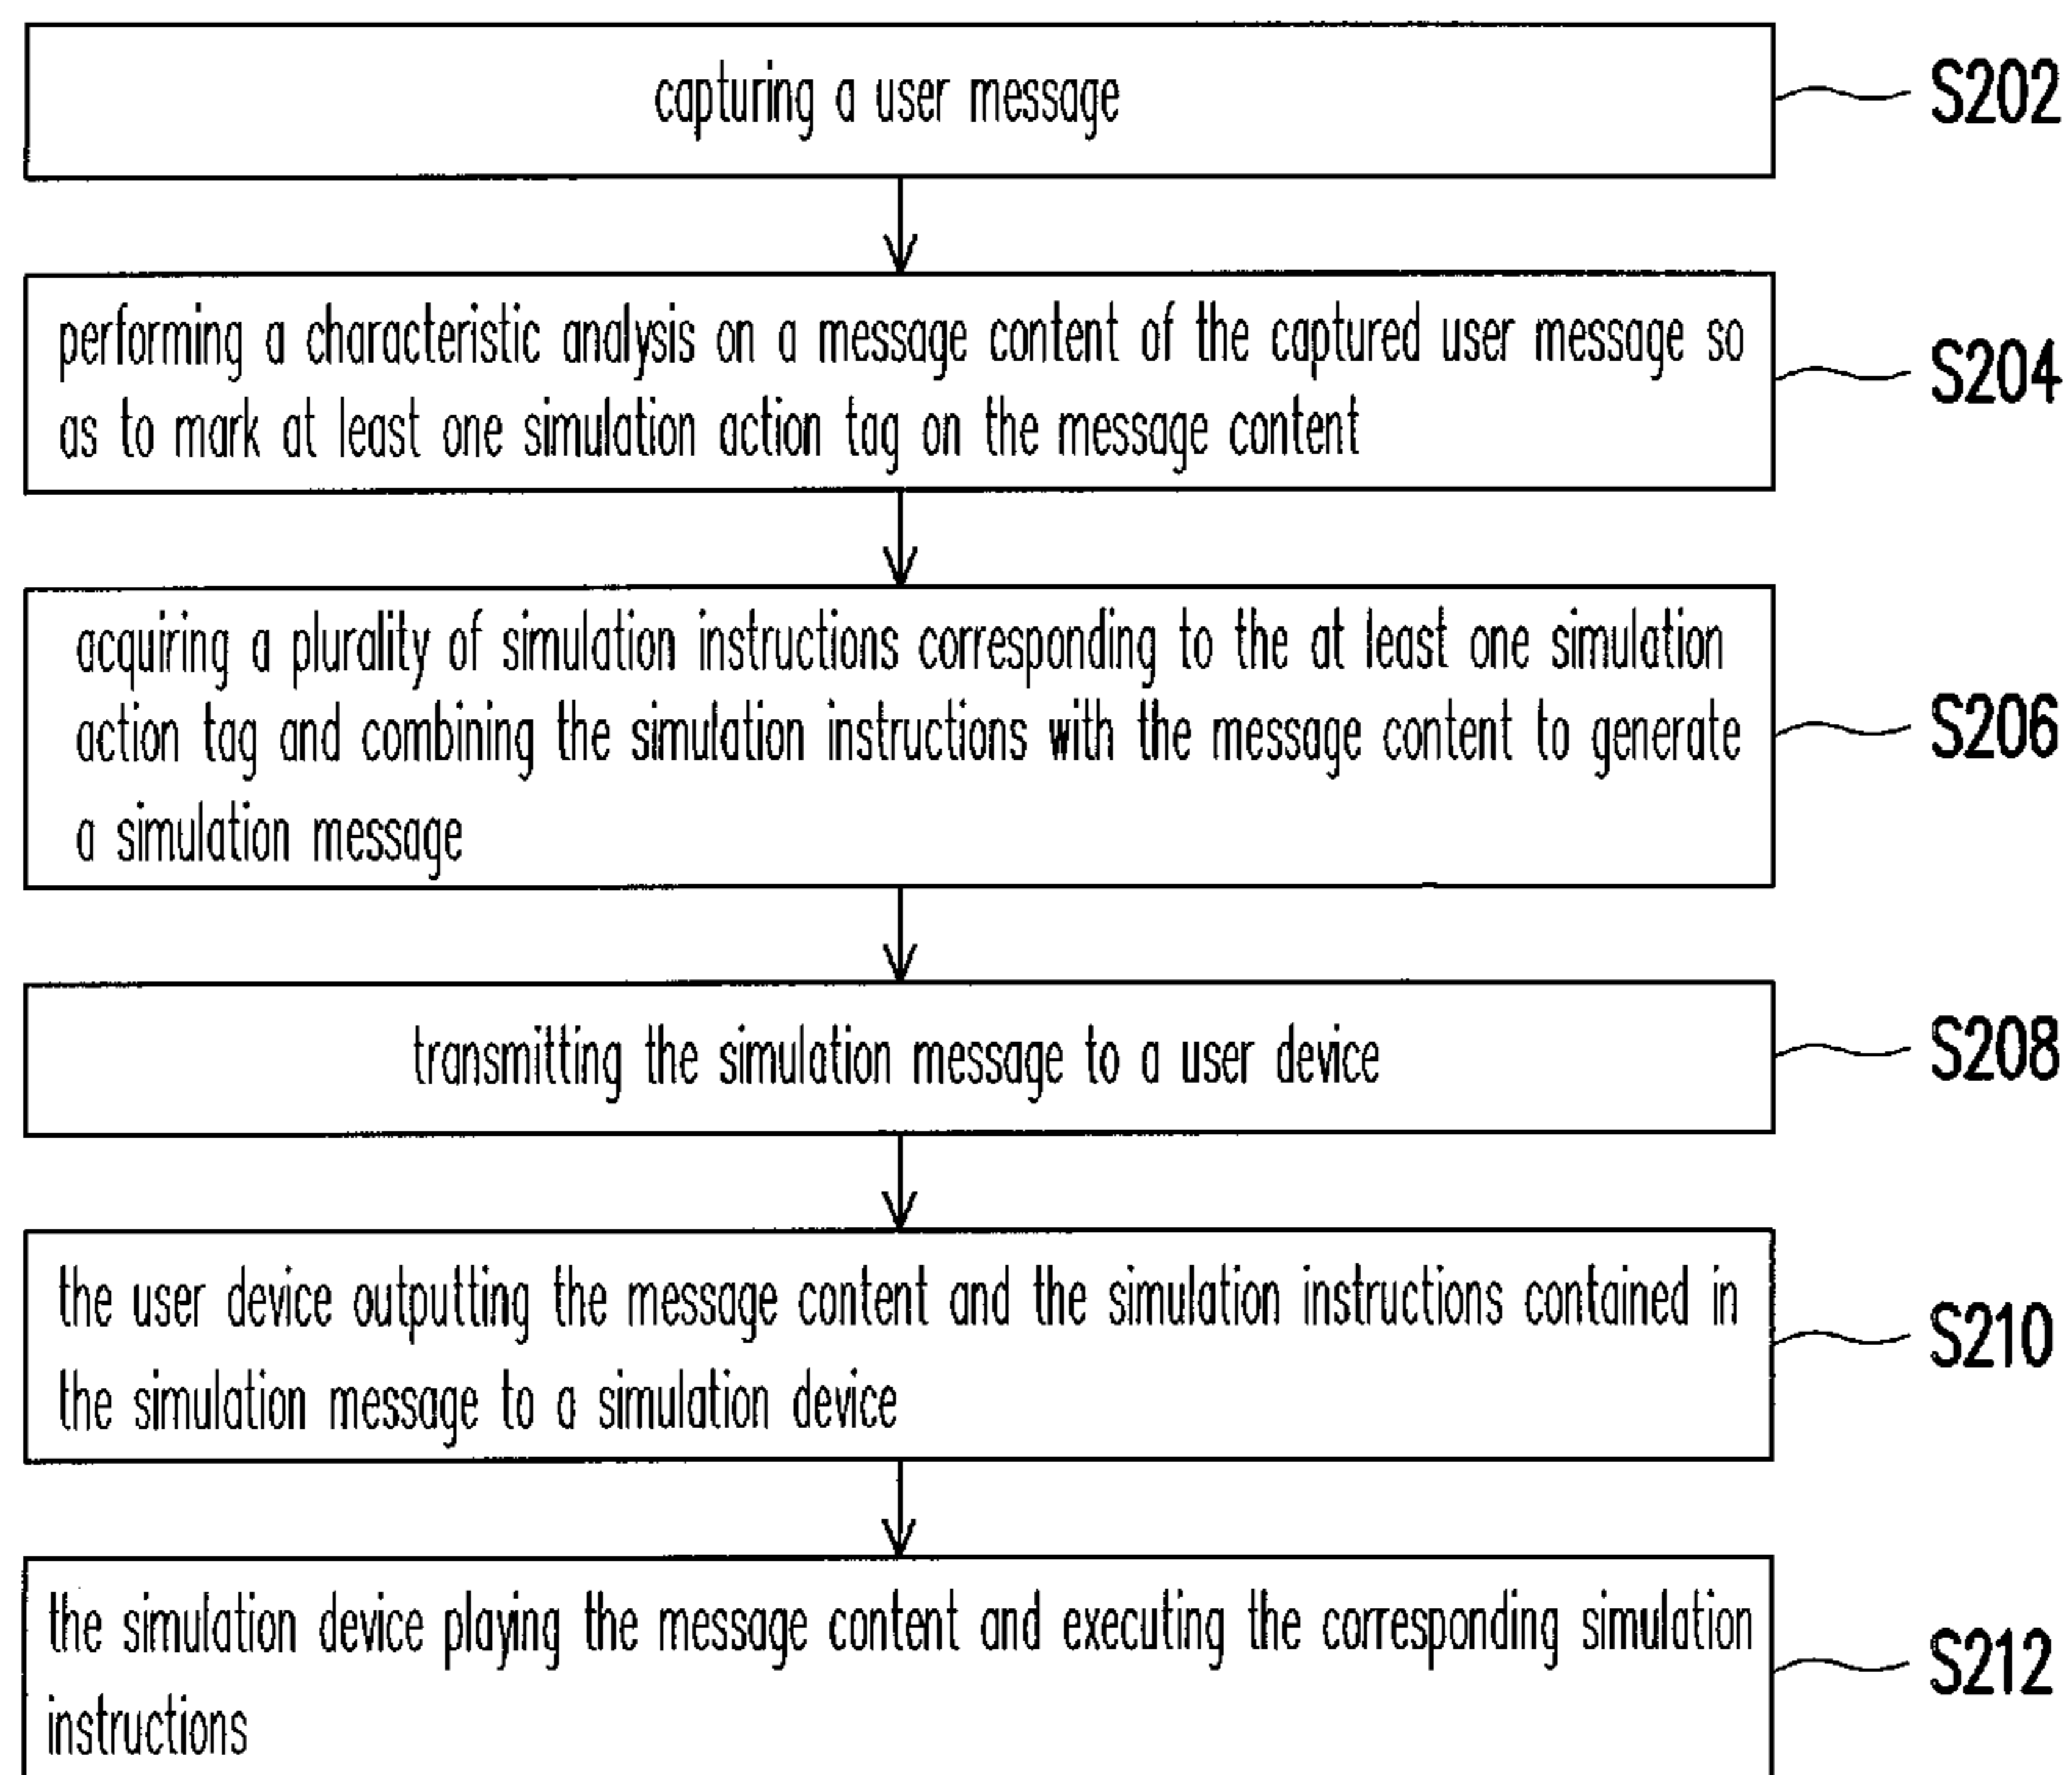 capturing a user message
S202
performing a characteristic analysis on a message content of the captured user message so
as to mark at least one simulation action tag on the message content
S204
acquiring a plurality of simulation instructions corresponding to the at least one simulation
action tag and combining the simulation instructions with the message content to generate
a simulation message
S206
transmitting the simulation message to a user device
S208
the user device outputting the message content and the simulation instructions contained in
the simulation message to a simulation device
S210
the simulation device playing the message content and executing the corresponding simulation
instructions
S212